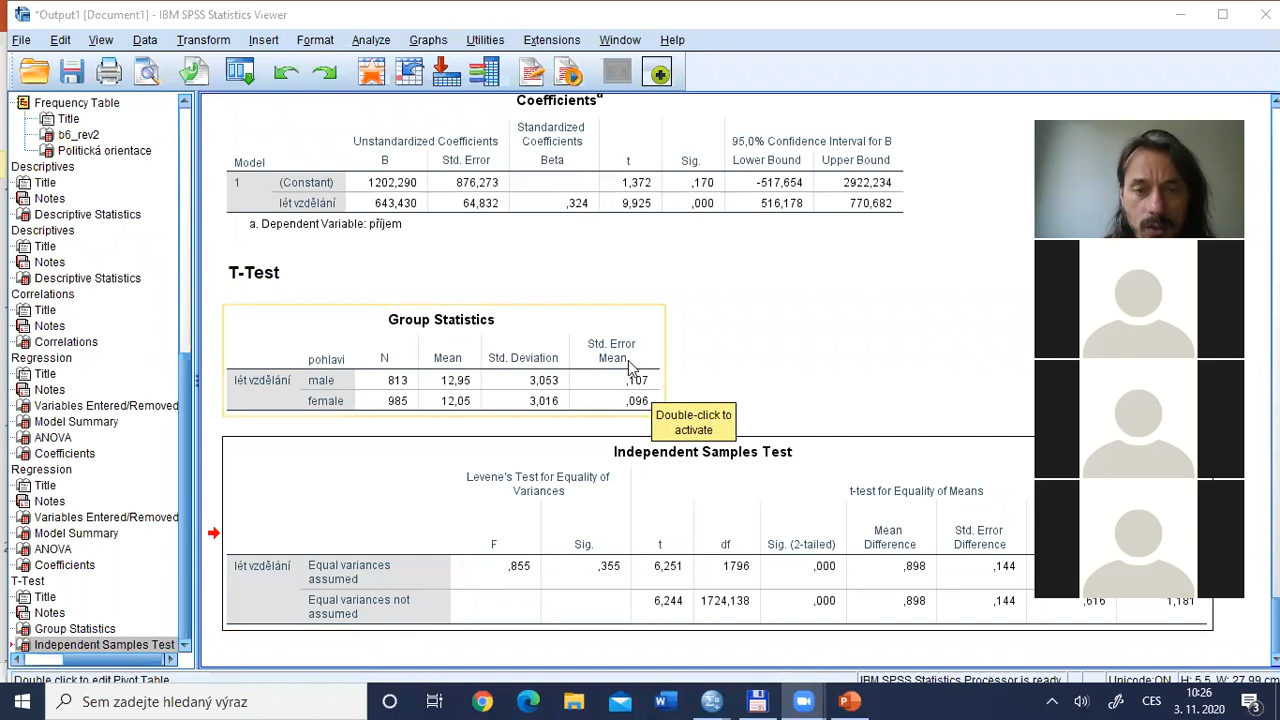 *Output1 [Document1] - IBM SPSS Statistics Viewer
File Edit View Data Transform Insert Format Analyze Graphs Utilities Extensions Window Help
Frequency Table
Title
b6_rev2
Politická orientace
Descriptives
Title
Notes
Descriptive Statistics
Descriptives
Title
Notes
Descriptive Statistics
Correlations
Title
Notes
Correlations
Regression
Title
Notes
Variables Entered/Removed
Model Summary
ANOVA
Coefficients
Regression
Title
Notes
Variables Entered/Removed
Model Summary
ANOVA
Coefficients
T-Test
Title
Notes
Group Statistics
Independent Samples Test
Coefficientsa
Unstandardized Coefficients Standardized Coefficients 95,0% Confidence Interval for B
Model B Std. Error Beta t Sig. Lower Bound Upper Bound
1 (Constant) 1202,290 876,273 1,372 ,170 -517,654 2922,234
lét vzdělání 643,430 64,832 ,324 9,925 ,000 516,178 770,682
a. Dependent Variable: příjem
T-Test
Group Statistics
pohlavi N Mean Std. Deviation Std. Error Mean
lét vzdělání male 813 12,95 3,053 ,107
female 985 12,05 3,016 ,096
Double-click to
activate
Independent Samples Test
Levene's Test for Equality of Variances t-test for Equality of Means
F Sig. t df Sig. (2-tailed) Mean Difference Std. Error Difference
lét vzdělání Equal variances assumed ,855 ,355 6,251 1796 ,000 ,898 ,144
Equal variances not assumed 6,244 1724,138 ,000 ,898 ,144 ,616 1,181
Double click to edit Pivot Table
IBM SPSS Statistics Processor is ready
Unicode:ON H: 5.5, W: 27.99 cm
Sem zadejte hledaný výraz
CES
10:26
3. 11. 2020
3